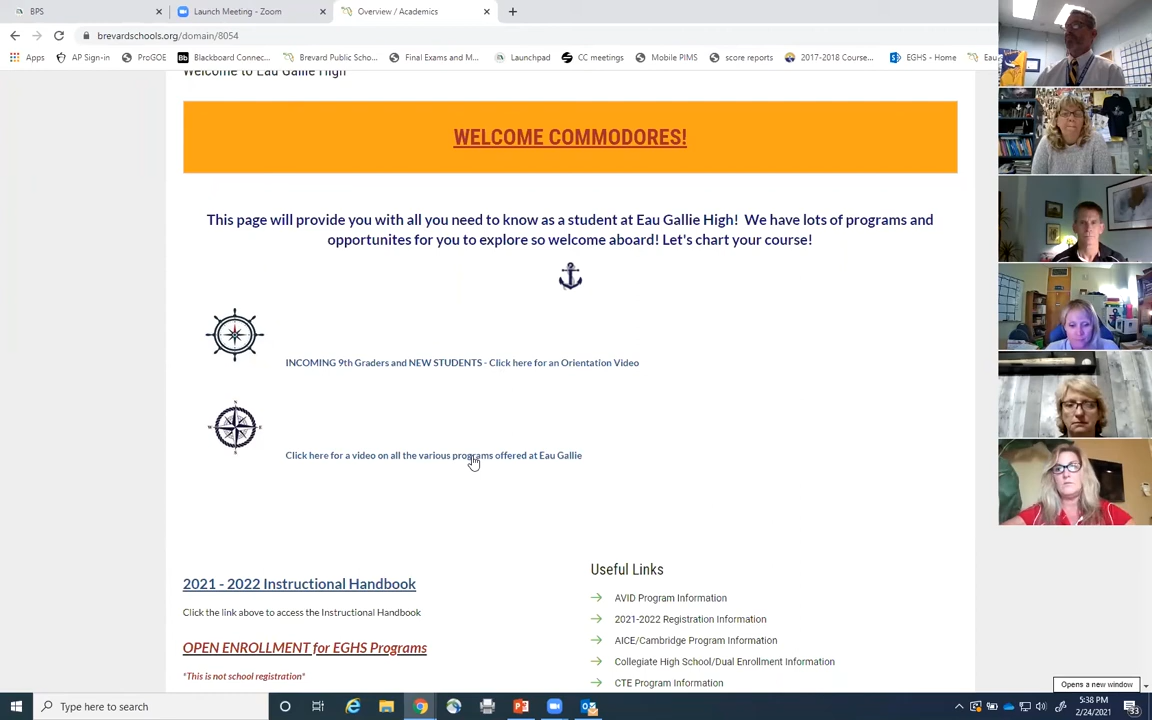 BPS
Launch Meeting - Zoom
Overview / Academics
brevardschools.org/domain/8054
Apps
AP Sign-in
ProGOE
Blackboard Connec...
Brevard Public Scho...
Final Exams and M...
Launchpad
CC meetings
Mobile PIMS
score reports
2017-2018 Course...
EGHS - Home
Eau
Welcome to Eau Gallie High
WELCOME COMMODORES!
This page will provide you with all you need to know as a student at Eau Gallie High! We have lots of programs and
opportunites for you to explore so welcome aboard! Let's chart your course!
INCOMING 9th Graders and NEW STUDENTS - Click here for an Orientation Video
Click here for a video on all the various programs offered at Eau Gallie
2021 - 2022 Instructional Handbook
Click the link above to access the Instructional Handbook
OPEN ENROLLMENT for EGHS Programs
*This is not school registration*
Useful Links
AVID Program Information
2021-2022 Registration Information
AICE/Cambridge Program Information
Collegiate High School/Dual Enrollment Information
CTE Program Information
Opens a new window
Type here to search
5:38 PM
2/24/2021
33